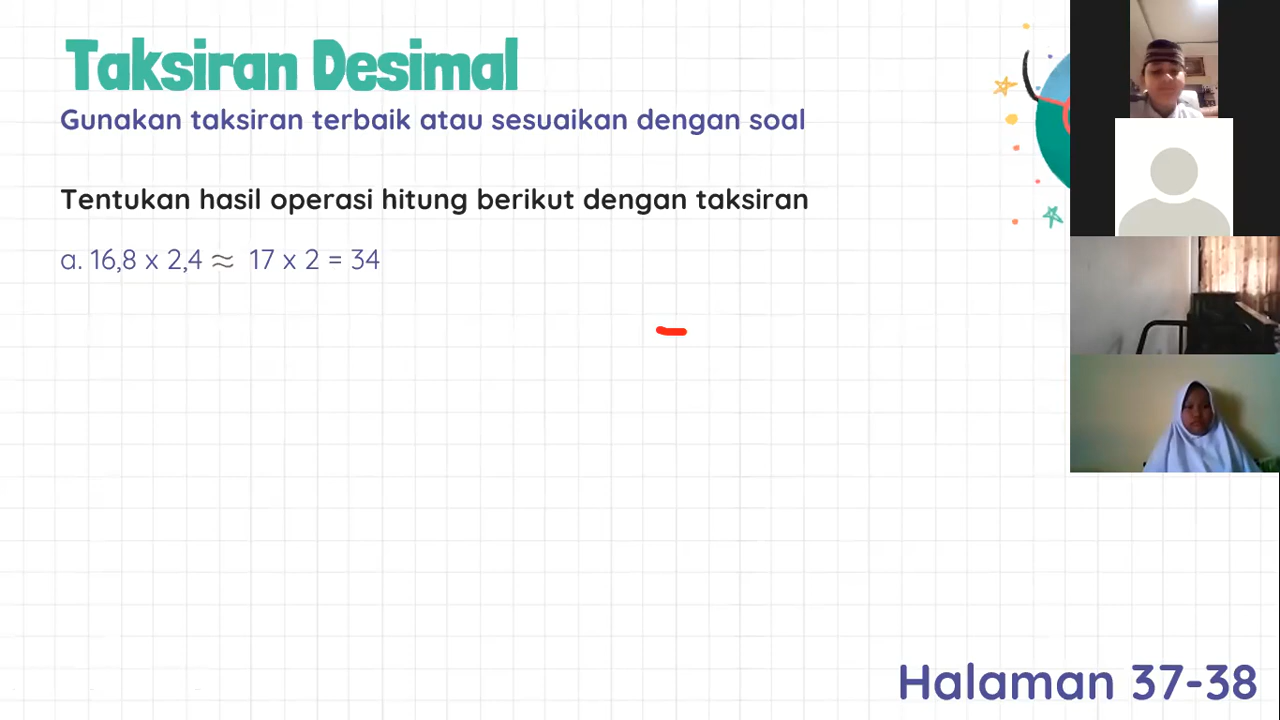 Taksiran Desimal
Gunakan taksiran terbaik atau sesuaikan dengan soal
Tentukan hasil operasi hitung berikut dengan taksiran
a. 16,8 x 2,4 ≈ 17 x 2 = 34
Halaman 37-38